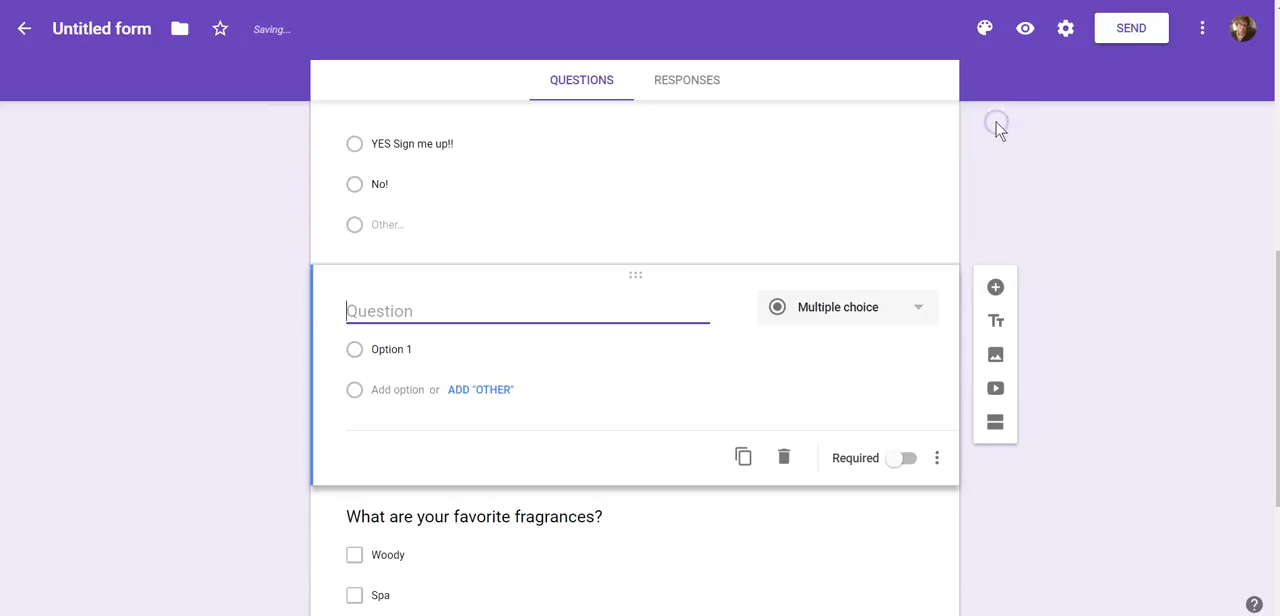 Untitled form
Saving...
SEND
QUESTIONS
RESPONSES
YES Sign me up!!
No!
Other...
Question
Multiple choice
Option 1
Add option or ADD "OTHER"
Required
What are your favorite fragrances?
Woody
Spa